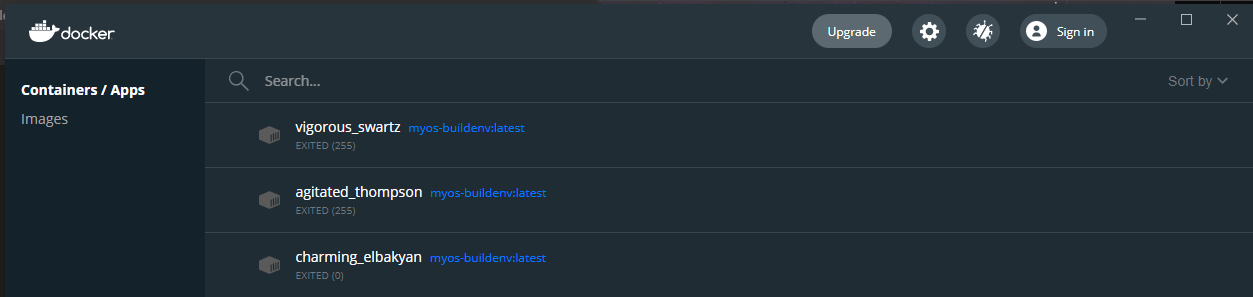 docker
Upgrade
Sign in
Containers / Apps
Images
Search...
Sort by
vigorous_swartz myos-buildenv:latest
EXITED (255)
agitated_thompson myos-buildenv:latest
EXITED (255)
charming_elbakyan myos-buildenv:latest
EXITED (0)